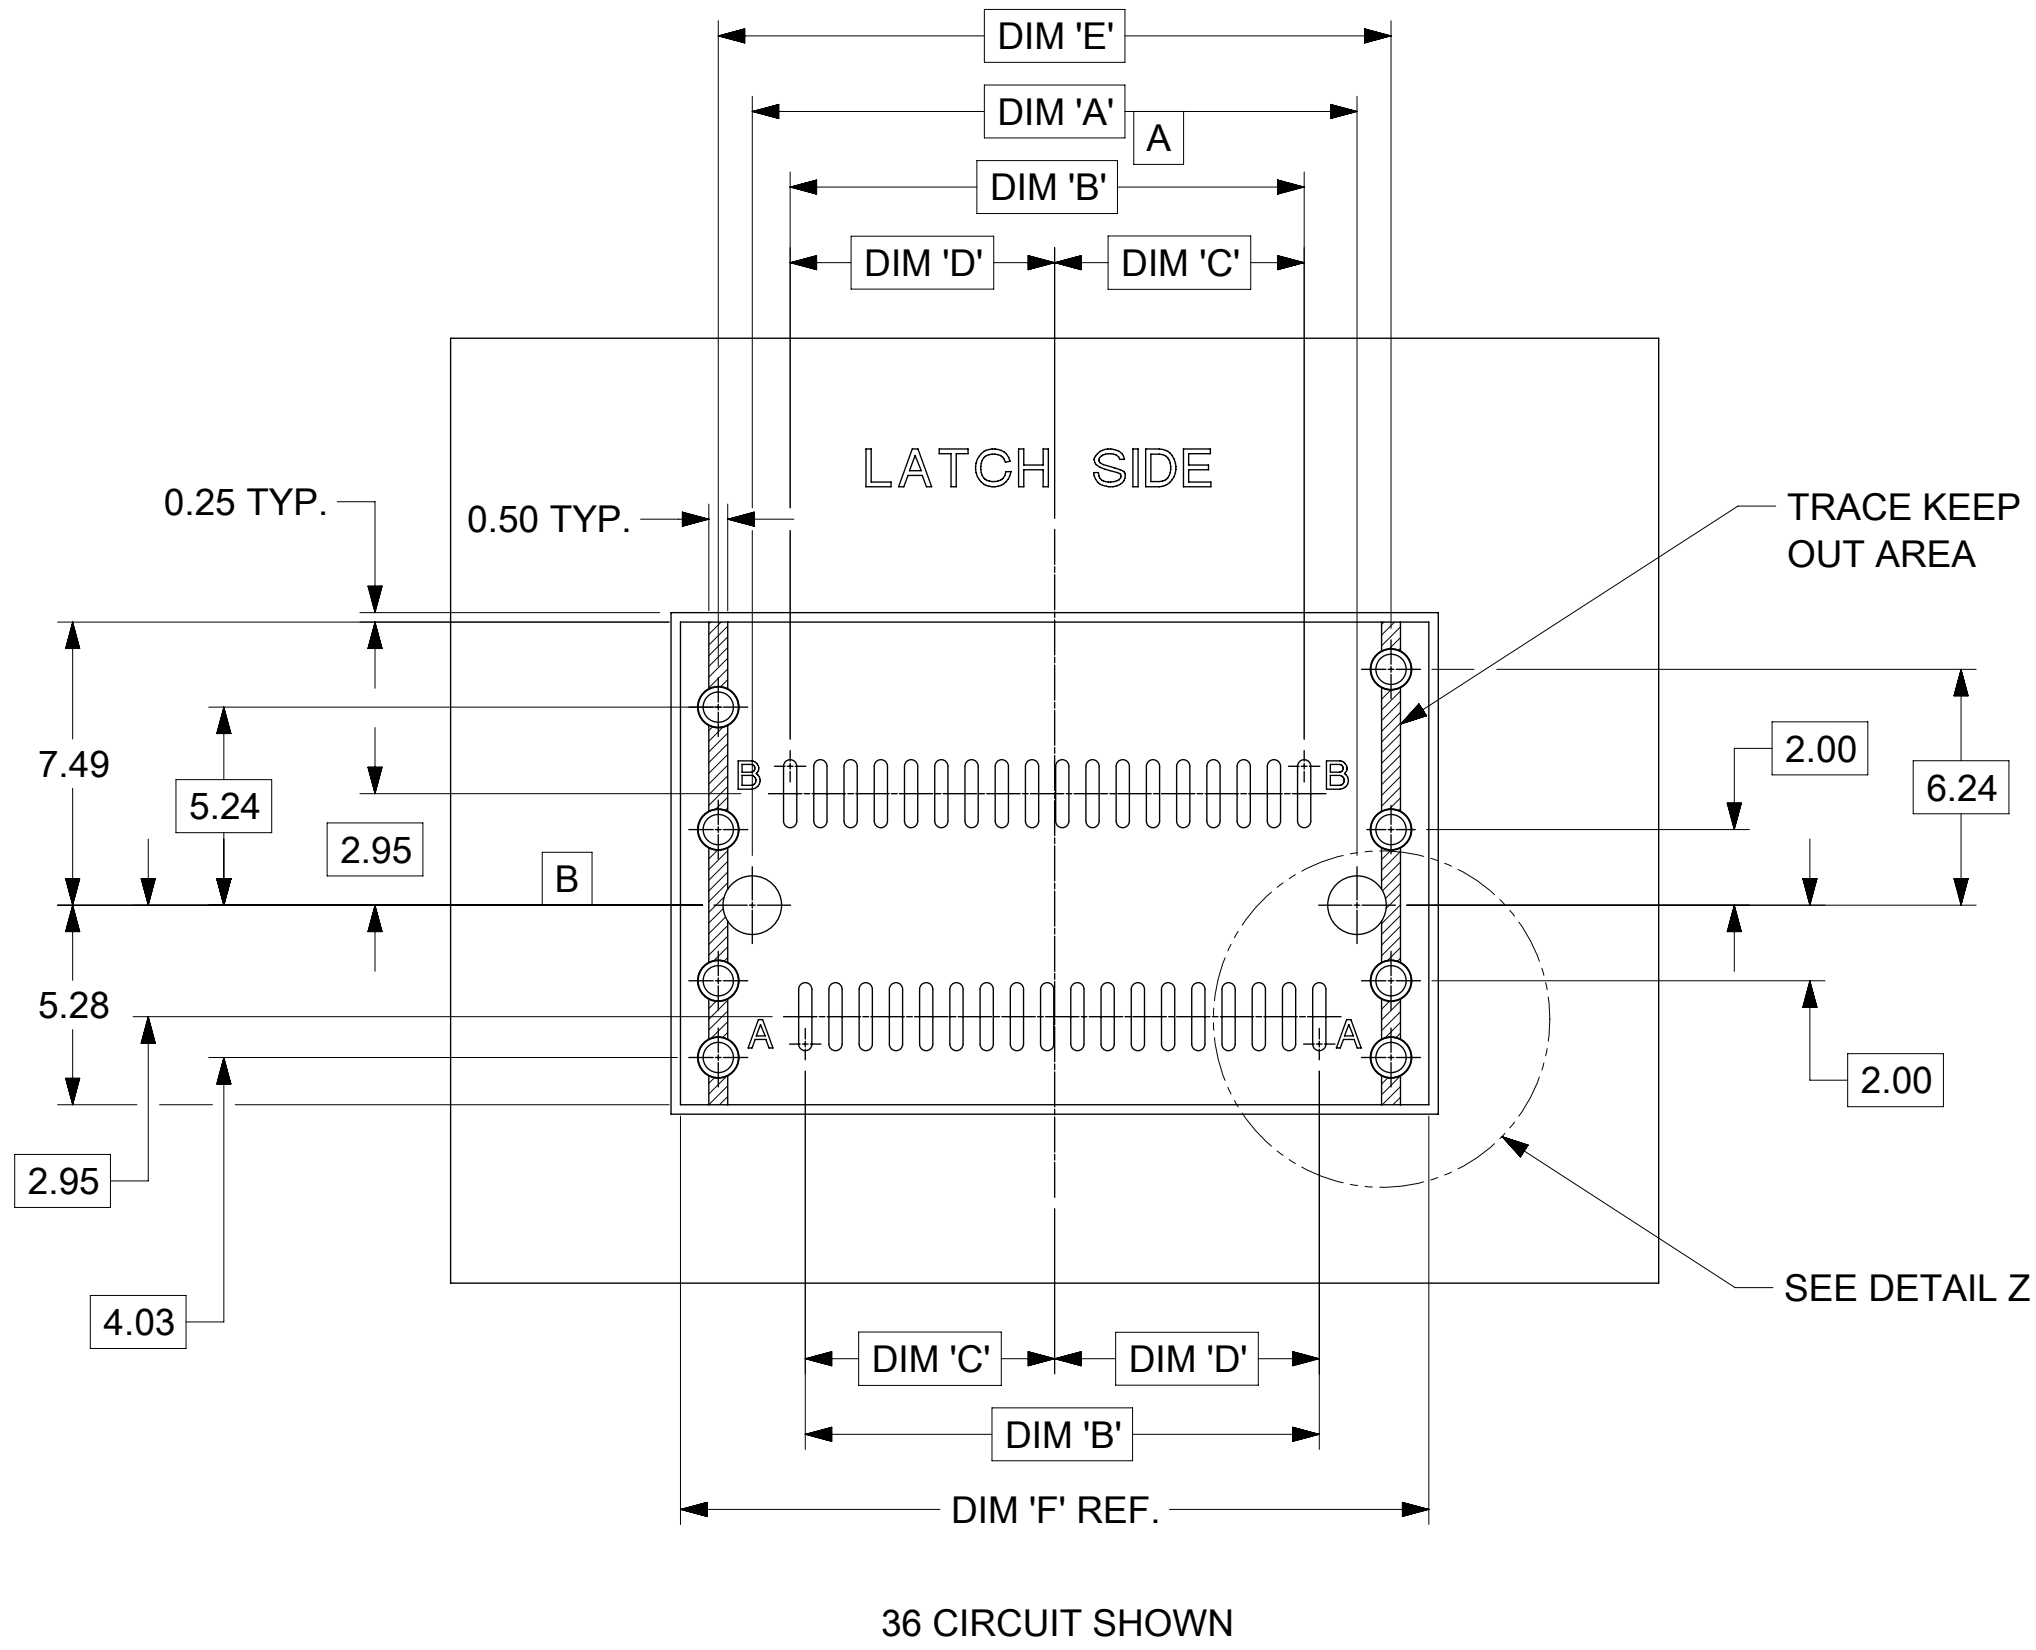 DIM 'E'
DIM 'A'
A
DIM 'B'
DIM 'D'
DIM 'C'
LATCH SIDE
0.25 TYP.
0.50 TYP.
TRACE KEEP
OUT AREA
7.49
5.24
2.95
B
B
B
2.00
6.24
5.28
A
A
2.95
4.03
2.00
SEE DETAIL Z
DIM 'C'
DIM 'D'
DIM 'B'
DIM 'F' REF.
36 CIRCUIT SHOWN